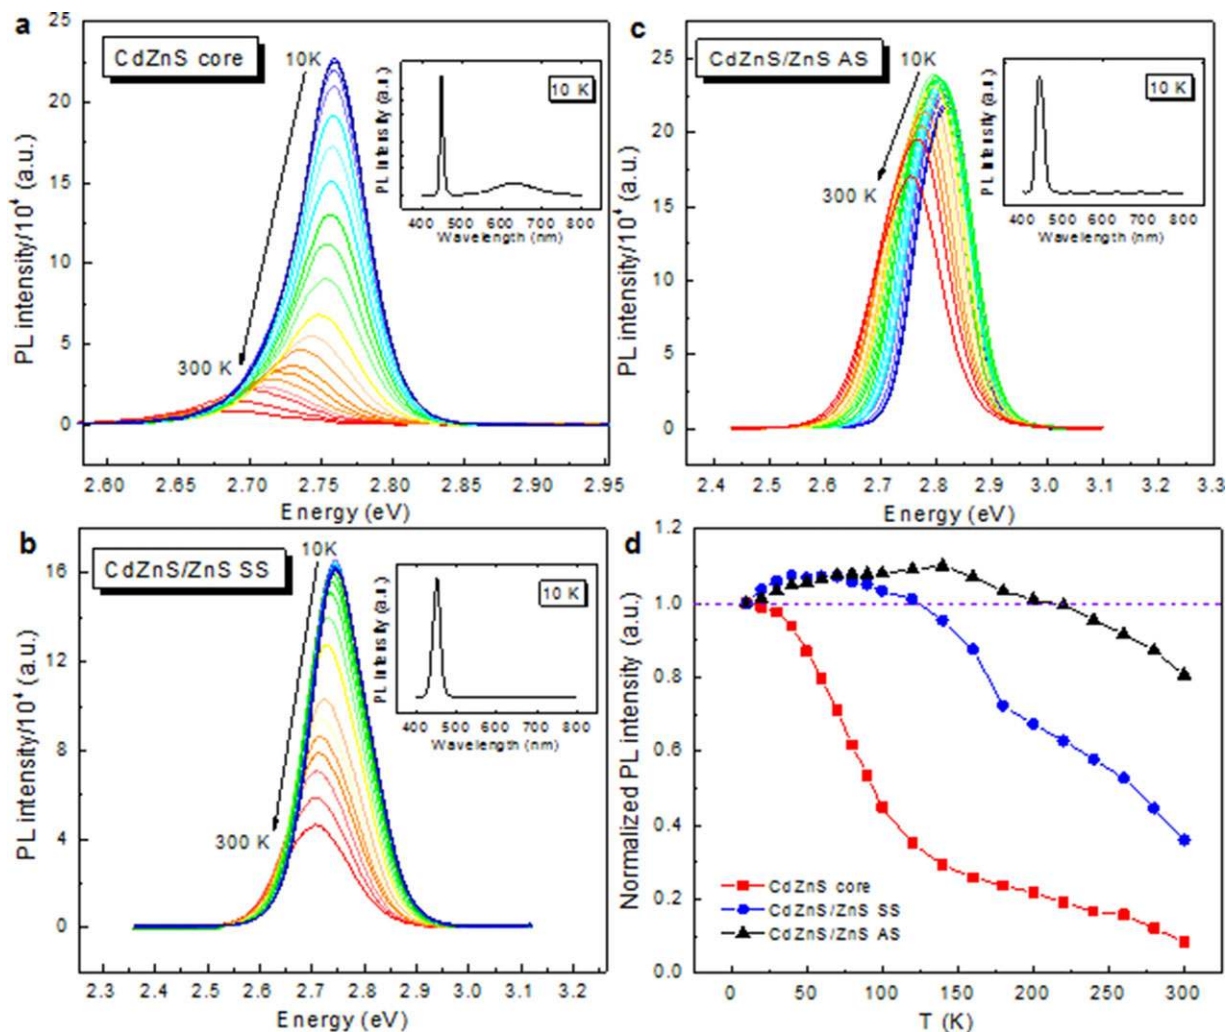 a
CdZnS core
10K
300 K
PL intensity/10⁴ (a.u.)
25
20
15
10
5
0
2.60 2.65 2.70 2.75 2.80 2.85 2.90 2.95
Energy (eV)
10 K
PL Intensity (a.u.)
400 500 600 700 800
Wavelength (nm)
c
CdZnS/ZnS AS
10K
300 K
PL intensity/10⁴ (a.u.)
25
20
15
10
5
0
2.4 2.5 2.6 2.7 2.8 2.9 3.0 3.1 3.2 3.3
Energy (eV)
10 K
PL Intensity (a.u.)
400 500 600 700 800
Wavelength (nm)
b
CdZnS/ZnS SS
10K
300 K
PL intensity/10⁴ (a.u.)
16
12
8
4
0
2.3 2.4 2.5 2.6 2.7 2.8 2.9 3.0 3.1 3.2
Energy (eV)
10 K
PL Intensity (a.u.)
400 500 600 700 800
Wavelength (nm)
d
Normalized PL intensity (a.u.)
1.2
1.0
0.8
0.6
0.4
0.2
0.0
CdZnS core
CdZnS/ZnS SS
CdZnS/ZnS AS
0 50 100 150 200 250 300
T (K)